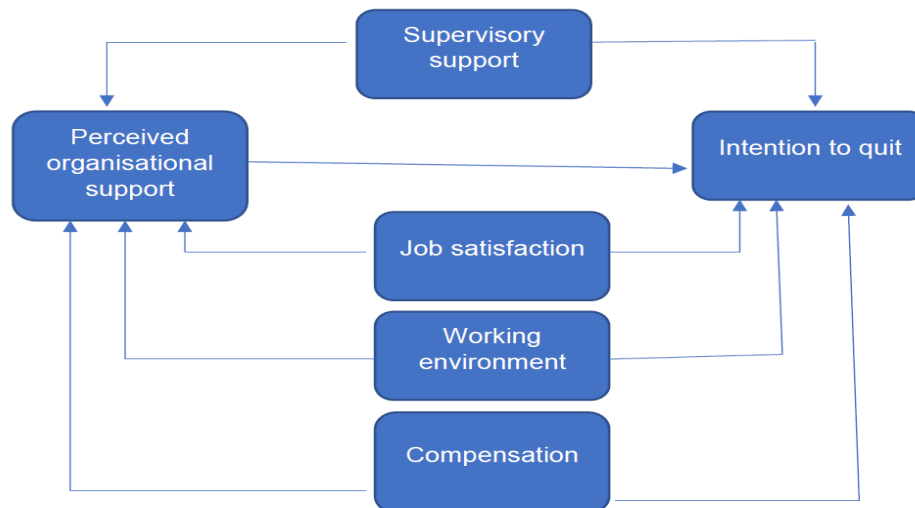 Supervisory
support
Perceived
organisational
support
Intention to quit
Job satisfaction
Working
environment
Compensation